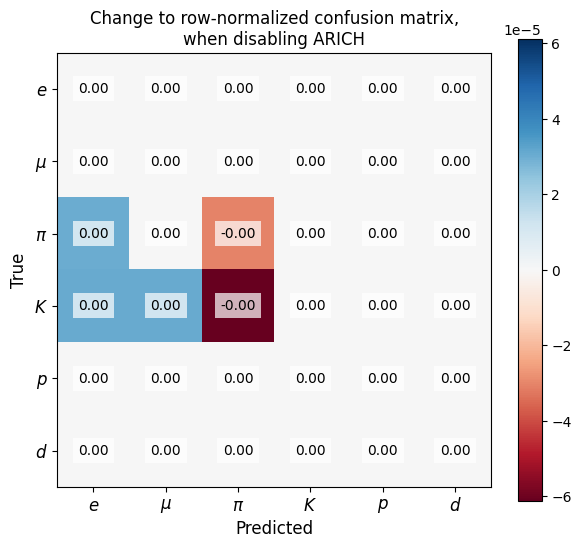 Change to row-normalized confusion matrix,
when disabling ARICH
1e−5
True
e 0.00 0.00 0.00 0.00 0.00 0.00
μ 0.00 0.00 0.00 0.00 0.00 0.00
π 0.00 0.00 -0.00 0.00 0.00 0.00
K 0.00 0.00 -0.00 0.00 0.00 0.00
p 0.00 0.00 0.00 0.00 0.00 0.00
d 0.00 0.00 0.00 0.00 0.00 0.00
e μ π K p d
Predicted
6
4
2
0
−2
−4
−6